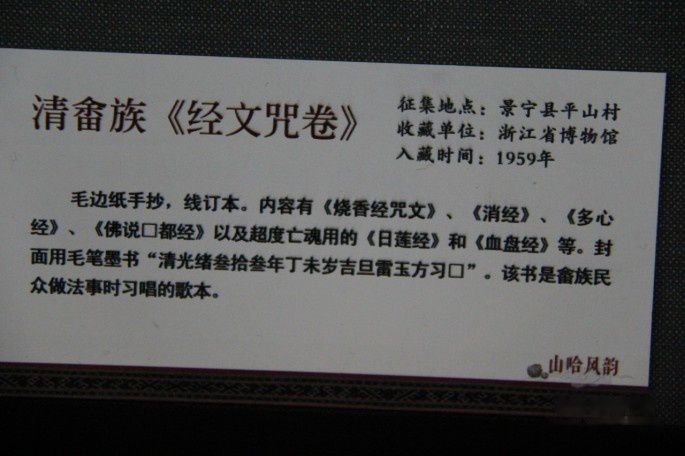 清畲族《经文咒卷》
征集地点：景宁县平山村
收藏单位：浙江省博物馆
入藏时间：1959年
毛边纸手抄，线订本。内容有《烧香经咒文》、《消经》、《多心
经》、《佛说□都经》以及超度亡魂用的《日莲经》和《血盘经》等。封
面用毛笔墨书“清光绪叁拾叁年丁未岁吉旦雷玉方习□”。该书是畲族民
众做法事时习唱的歌本。
山哈风韵